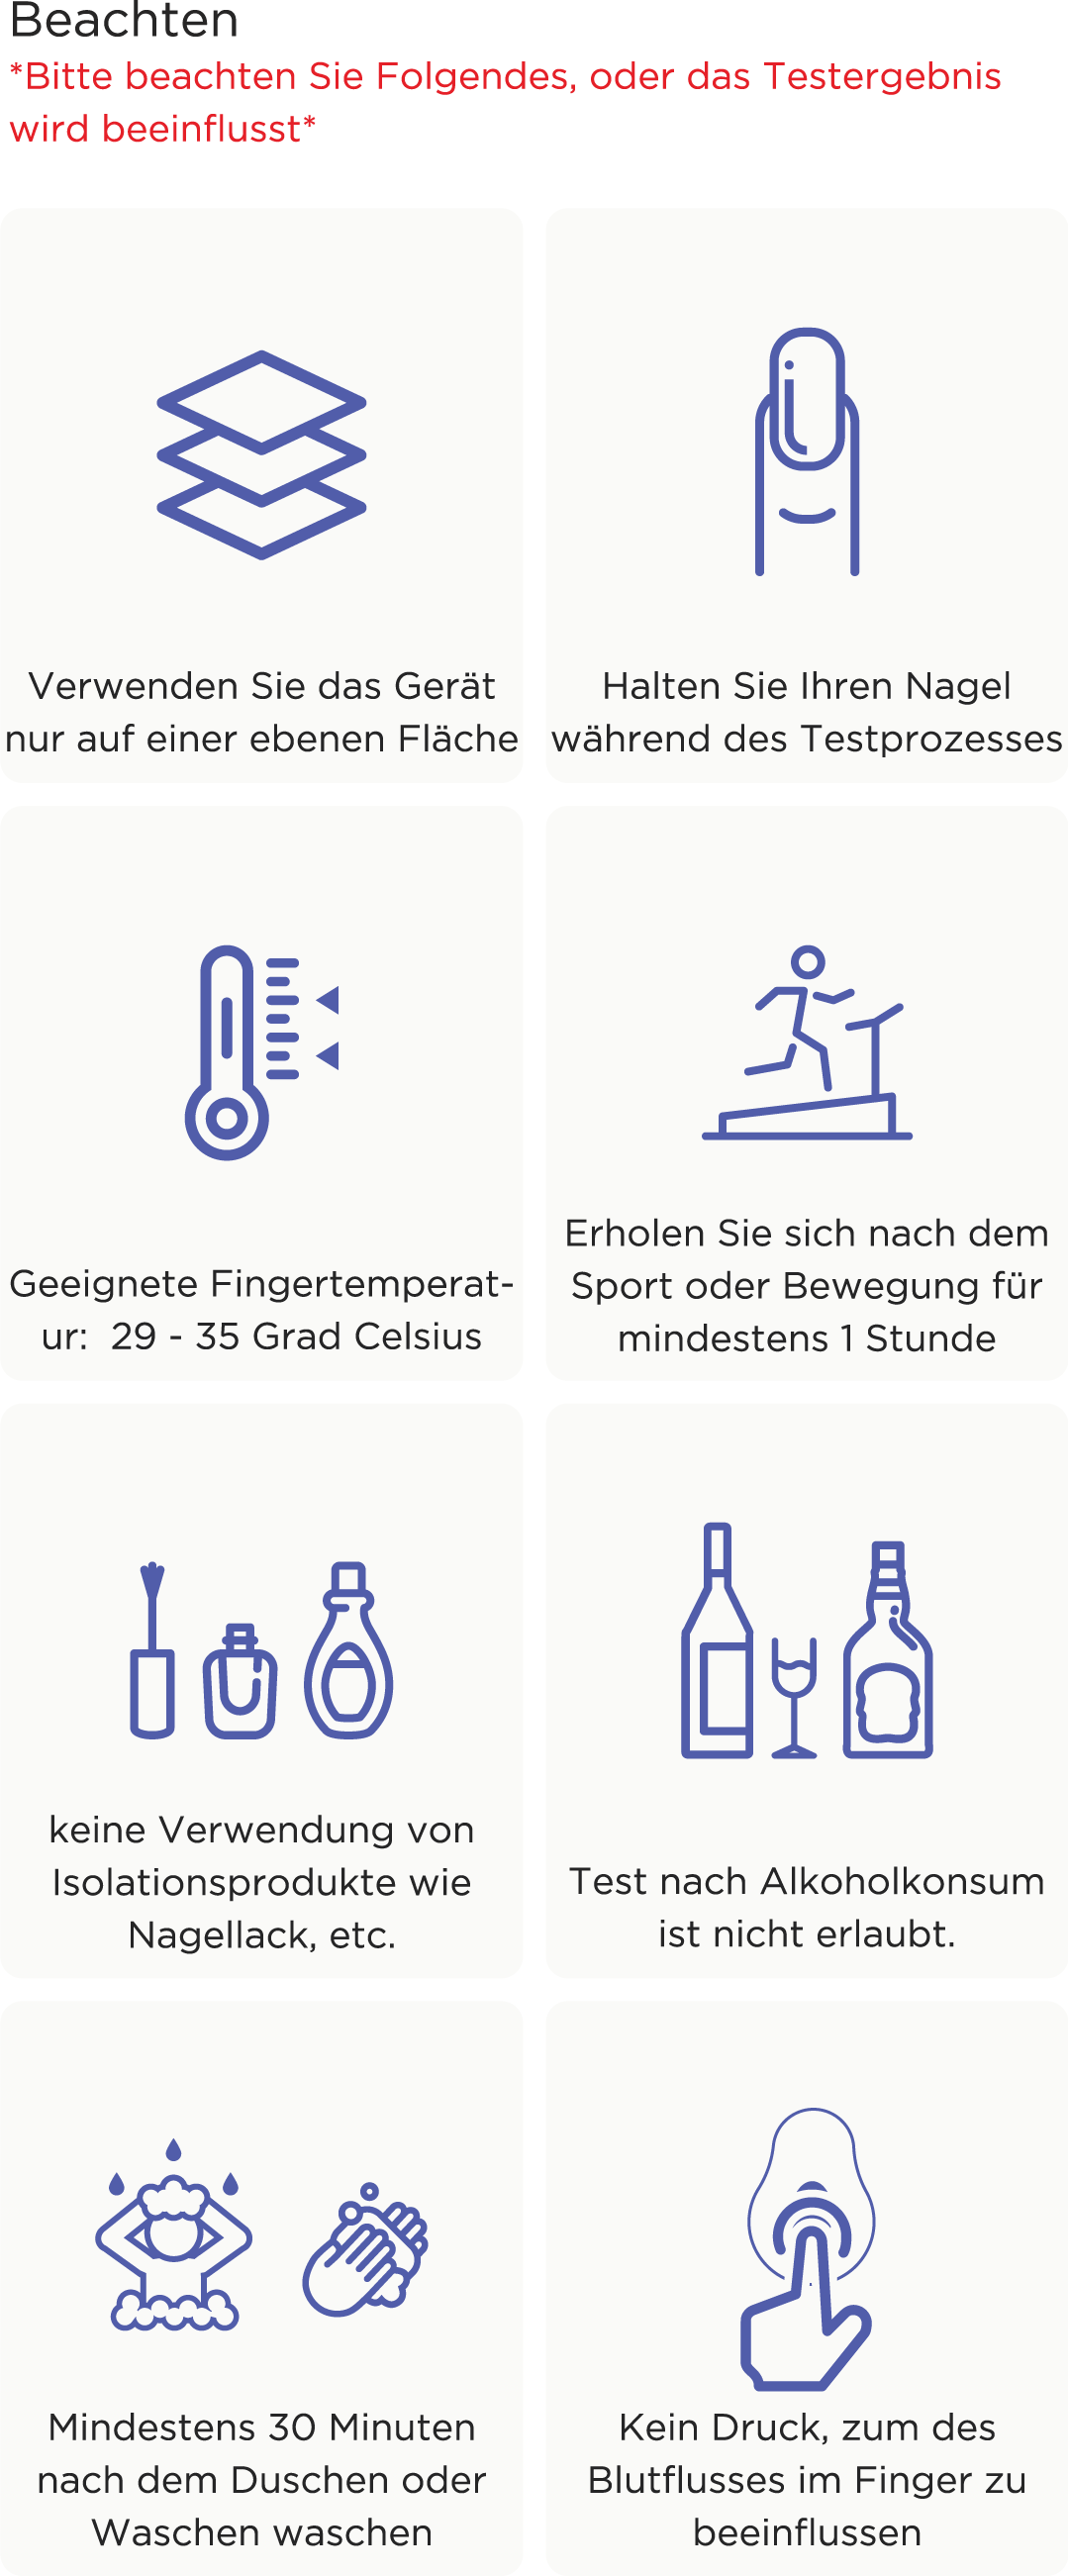 Beachten
*Bitte beachten Sie Folgendes, oder das Testergebnis
wird beeinflusst*
Verwenden Sie das Gerät
nur auf einer ebenen Fläche
Halten Sie Ihren Nagel
während des Testprozesses
Geeignete Fingertemperat-
ur: 29 - 35 Grad Celsius
Erholen Sie sich nach dem
Sport oder Bewegung für
mindestens 1 Stunde
keine Verwendung von
Isolationsprodukte wie
Nagellack, etc.
Test nach Alkoholkonsum
ist nicht erlaubt.
Mindestens 30 Minuten
nach dem Duschen oder
Waschen waschen
Kein Druck, zum des
Blutflusses im Finger zu
beeinflussen